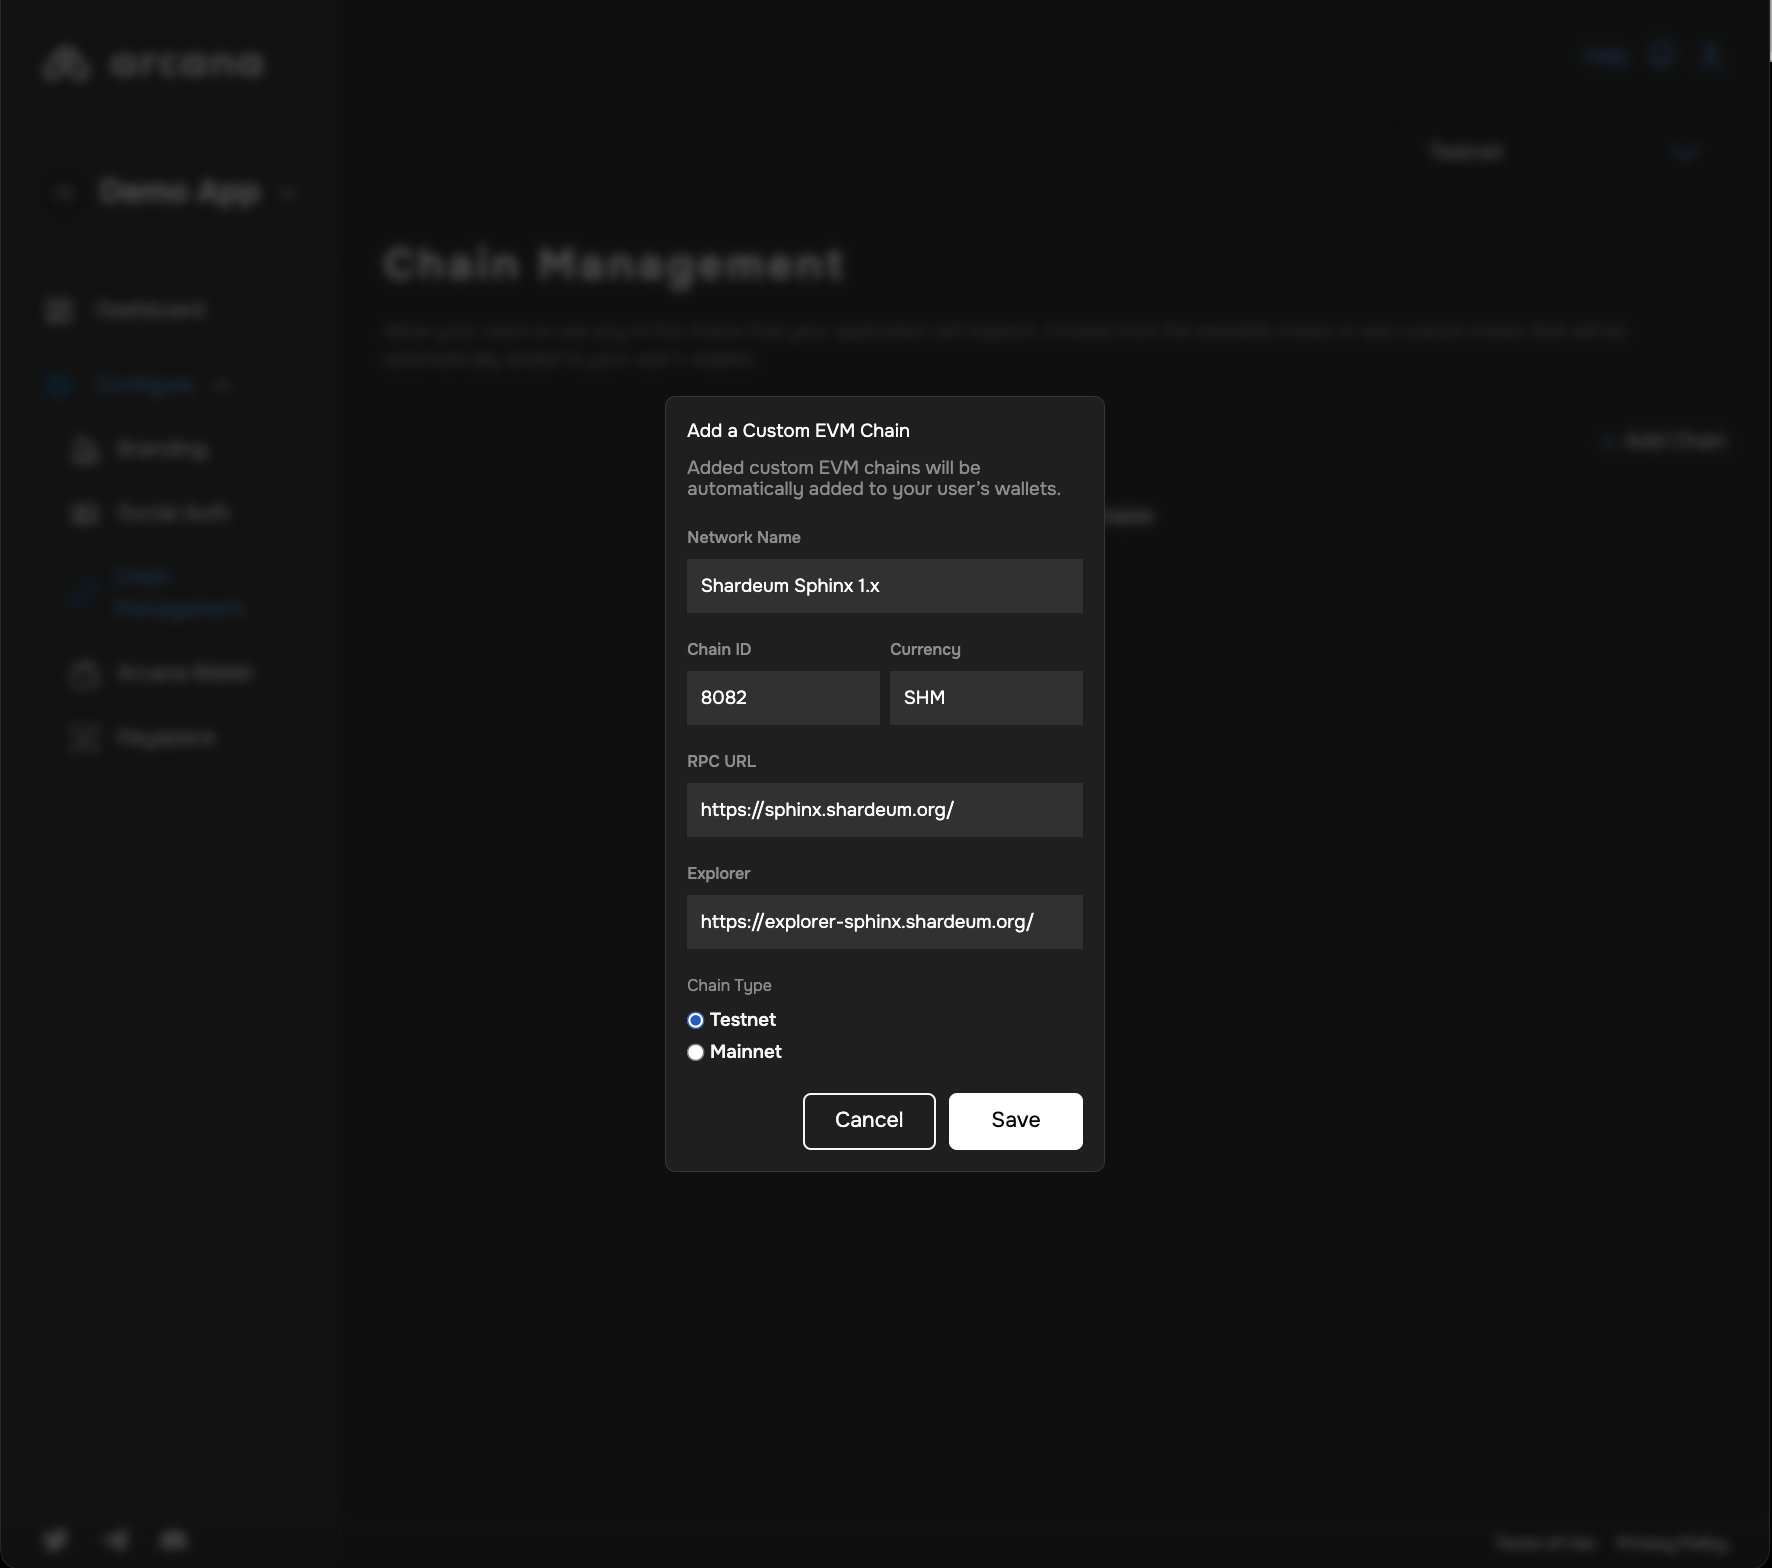 arcana
Demo App
Testnet
Chain Management
Dashboard
Configure
Branding
Social Auth
Chain
Management
Arcana Wallet
Keyspace
+ Add Chain
Add a Custom EVM Chain
Added custom EVM chains will be
automatically added to your user’s wallets.
Network Name
Shardeum Sphinx 1.x
Chain ID Currency
8082 SHM
RPC URL
https://sphinx.shardeum.org/
Explorer
https://explorer-sphinx.shardeum.org/
Chain Type
Testnet
Mainnet
Cancel Save
Terms of Use Privacy Policy